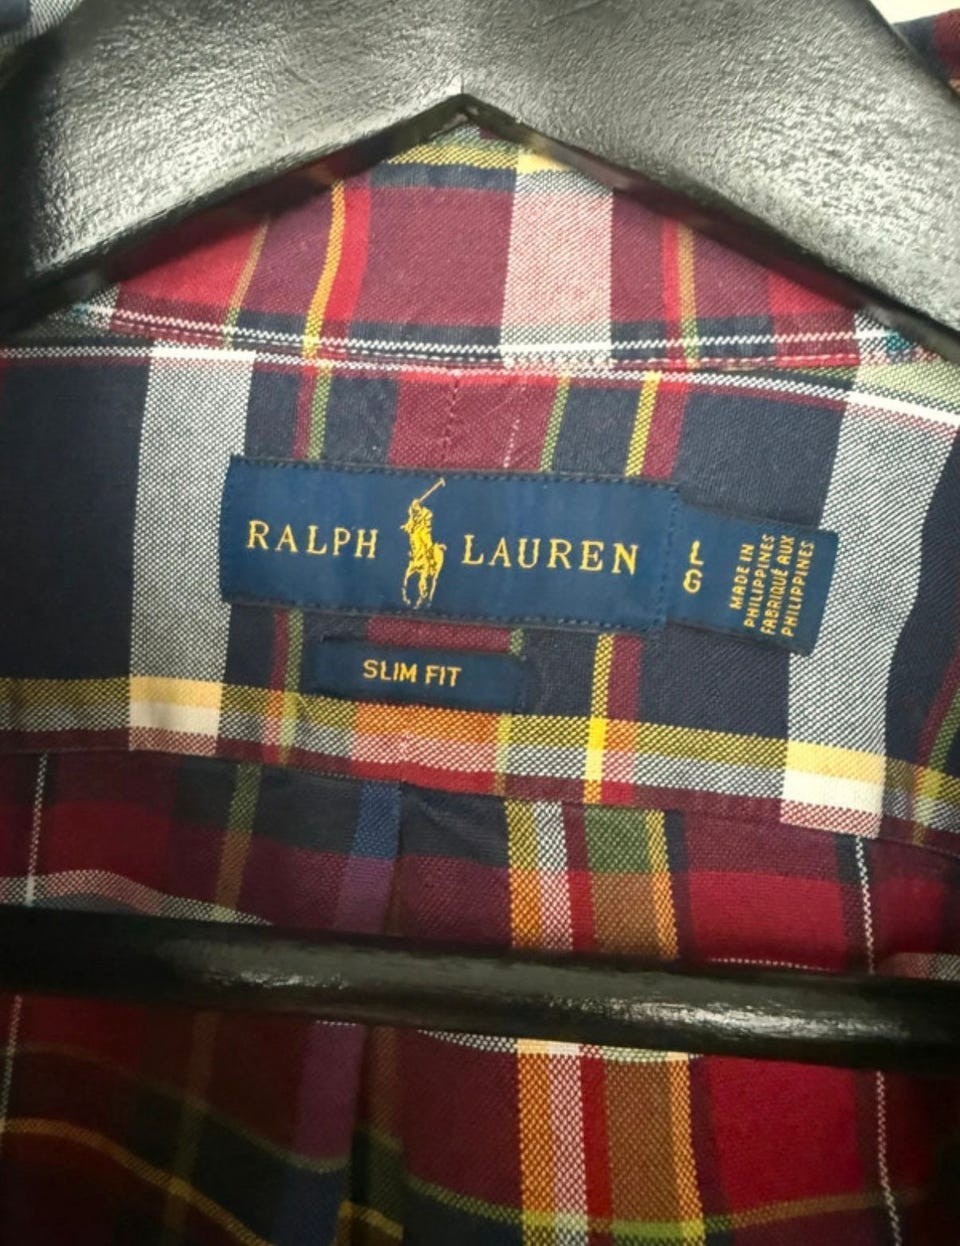 RALPH LAUREN
L
G
MADE IN
PHILIPPINES
FABRIQUÉ AUX
PHILIPPINES
SLIM FIT